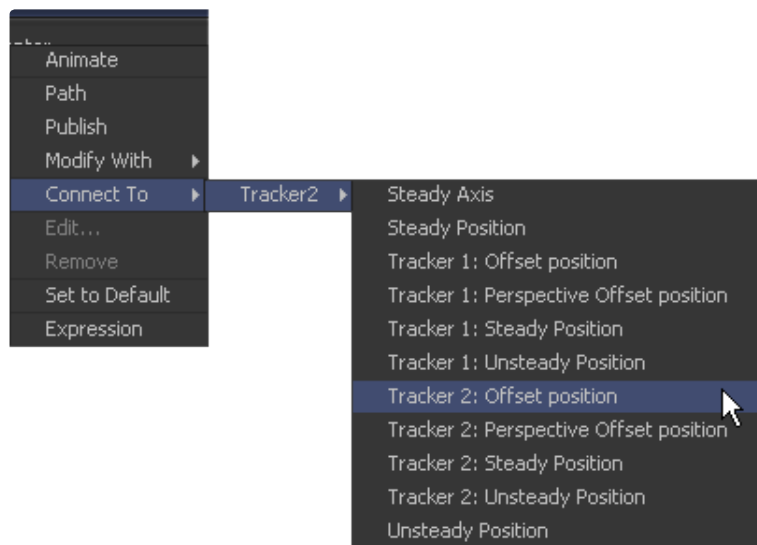 Animate
Path
Publish
Modify With
Connect To
Edit...
Remove
Set to Default
Expression
Tracker2
Steady Axis
Steady Position
Tracker 1: Offset position
Tracker 1: Perspective Offset position
Tracker 1: Steady Position
Tracker 1: Unsteady Position
Tracker 2: Offset position
Tracker 2: Perspective Offset position
Tracker 2: Steady Position
Tracker 2: Unsteady Position
Unsteady Position